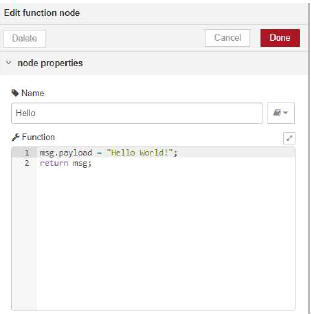 Edit function node
Delete
Cancel
Done
node properties
Name
Hello
Function
1 msg.payload = "Hello World!";
2 return msg;